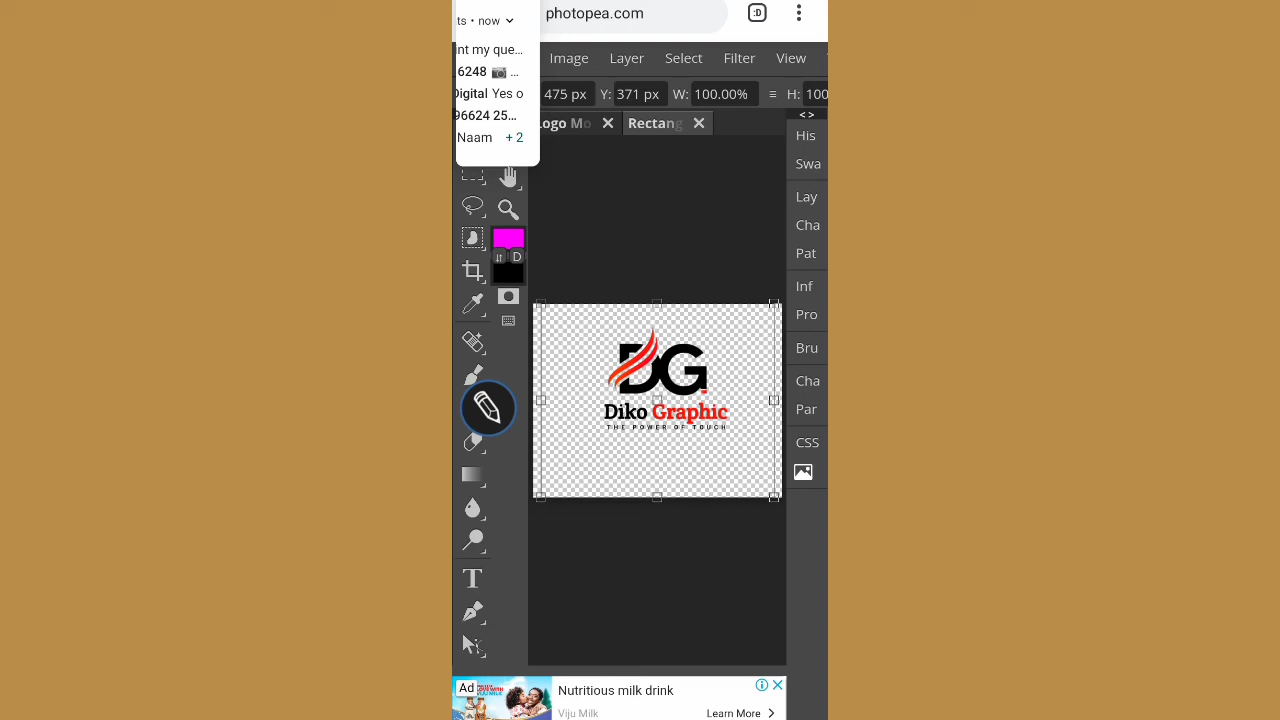 ts • now
photopea.com
:D
int my que...
6248 📷 ...
Digital Yes o
96624 25...
Naam + 2
Image Layer Select Filter View
475 px Y: 371 px W: 100.00% H: 100
Logo Mo
Rectang
< >
His
Swa
Lay
Cha
Pat
Inf
Pro
Bru
Cha
Par
CSS
D
DG
Diko Graphic
THE POWER OF TOUCH
T
Ad
Nutritious milk drink
Viju Milk
Learn More